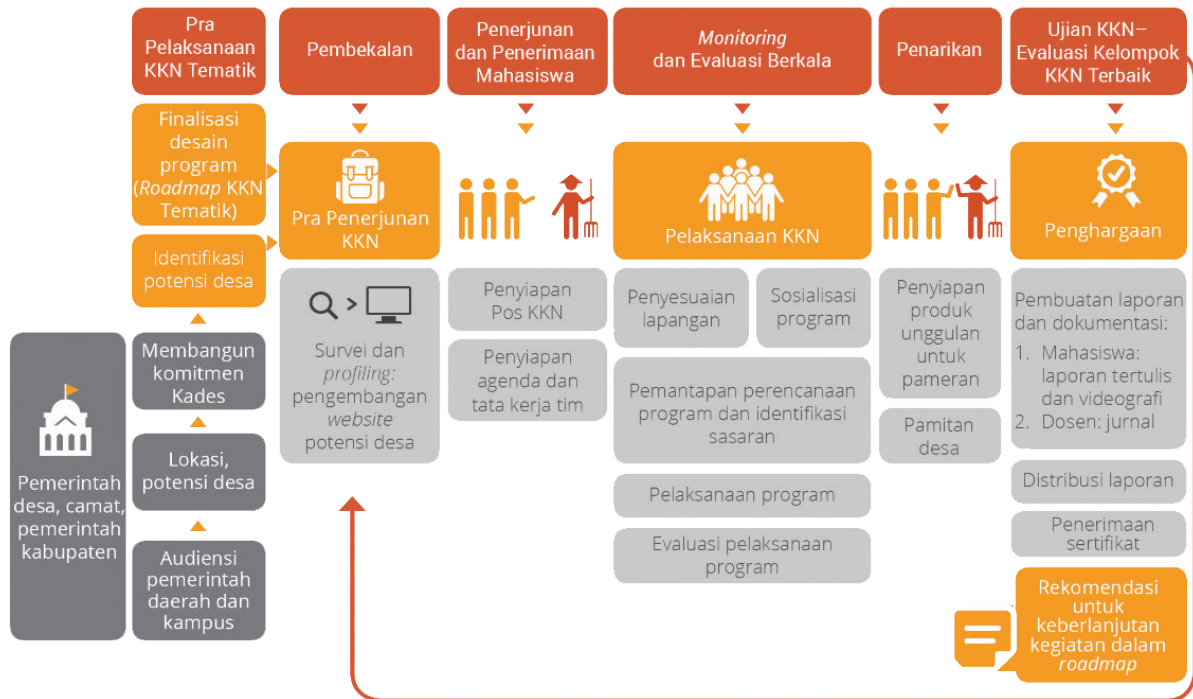 Pra
Pelaksanaan
KKN Tematik
Pembekalan
Penerjunan
dan Penerimaan
Mahasiswa
Monitoring
dan Evaluasi Berkala
Penarikan
Ujian KKN–
Evaluasi Kelompok
KKN Terbaik
Finalisasi
desain
program
(Roadmap KKN
Tematik)
Identifikasi
potensi desa
Membangun
komitmen
Kades
Lokasi,
potensi desa
Audiensi
pemerintah
daerah dan
kampus
Pemerintah
desa, camat,
pemerintah
kabupaten
Pra Penerjunan
KKN
Survei dan
profiling:
pengembangan
website
potensi desa
Penyiapan
Pos KKN
Penyiapan
agenda dan
tata kerja tim
Pelaksanaan KKN
Penyesuaian
lapangan
Sosialisasi
program
Pemantapan perencanaan
program dan identifikasi
sasaran
Pelaksanaan program
Evaluasi pelaksanaan
program
Penyiapan
produk
unggulan
untuk
pameran
Pamitan
desa
Penghargaan
Pembuatan laporan
dan dokumentasi:
1. Mahasiswa:
laporan tertulis
dan videografi
2. Dosen: jurnal
Distribusi laporan
Penerimaan
sertifikat
Rekomendasi
untuk
keberlanjutan
kegiatan dalam
roadmap